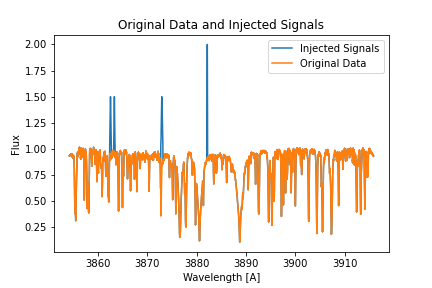 Original Data and Injected Signals
Injected Signals
Original Data
Flux
2.00
1.75
1.50
1.25
1.00
0.75
0.50
0.25
3860 3870 3880 3890 3900 3910
Wavelength [A]